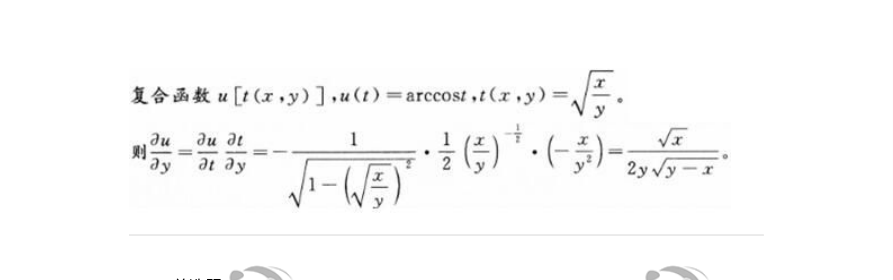 复合函数 u[t(x,y)],u(t)=arccost,t(x,y)=√(x/y)。
则 ∂u/∂y = ∂u/∂t ∂t/∂y = − 1/√(1−(√(x/y))²) · 1/2 (x/y)^(−1/2) · (−x/y²) = √x/(2y√(y−x))。